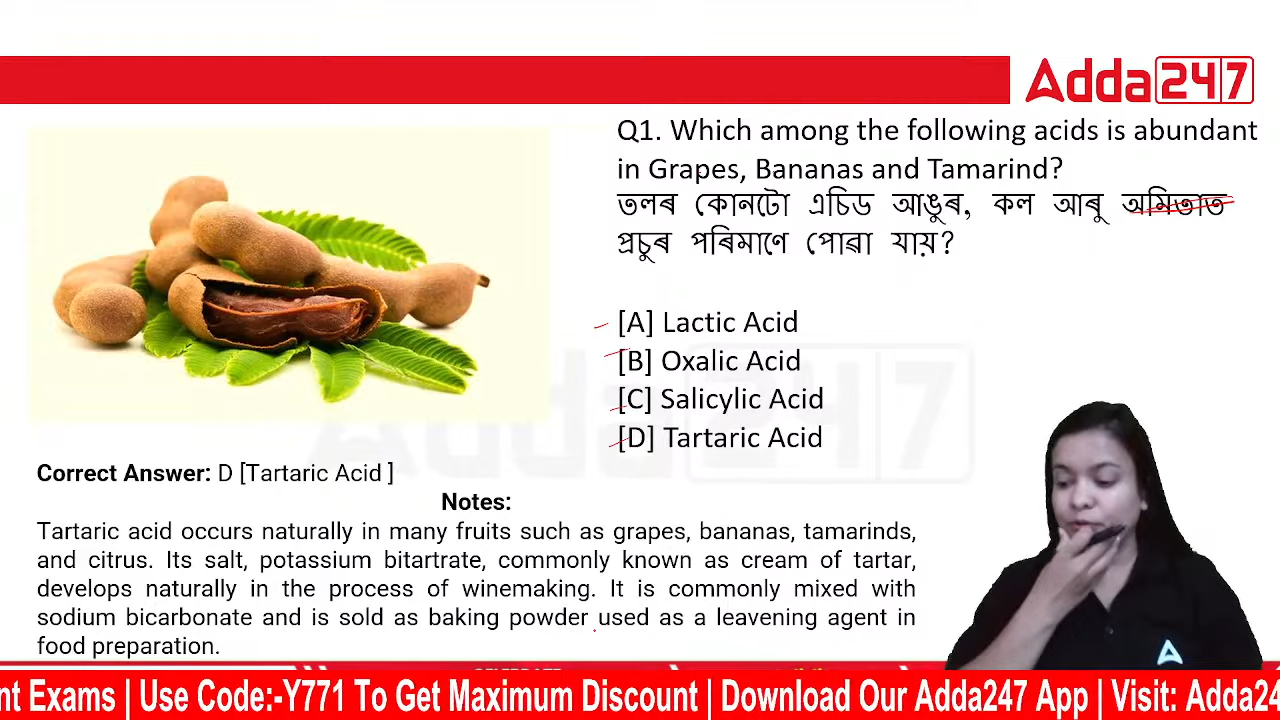 Adda247
Q1. Which among the following acids is abundant
in Grapes, Bananas and Tamarind?
তলৰ কোনটো এচিড আঙুৰ, কল আৰু অমিতাত
প্ৰচুৰ পৰিমাণে পোৱা যায়?
[A] Lactic Acid
[B] Oxalic Acid
[C] Salicylic Acid
[D] Tartaric Acid
Correct Answer: D [Tartaric Acid ]
Notes:
Tartaric acid occurs naturally in many fruits such as grapes, bananas, tamarinds,
and citrus. Its salt, potassium bitartrate, commonly known as cream of tartar,
develops naturally in the process of winemaking. It is commonly mixed with
sodium bicarbonate and is sold as baking powder used as a leavening agent in
food preparation.
nt Exams | Use Code:-Y771 To Get Maximum Discount | Download Our Adda247 App | Visit: Adda24